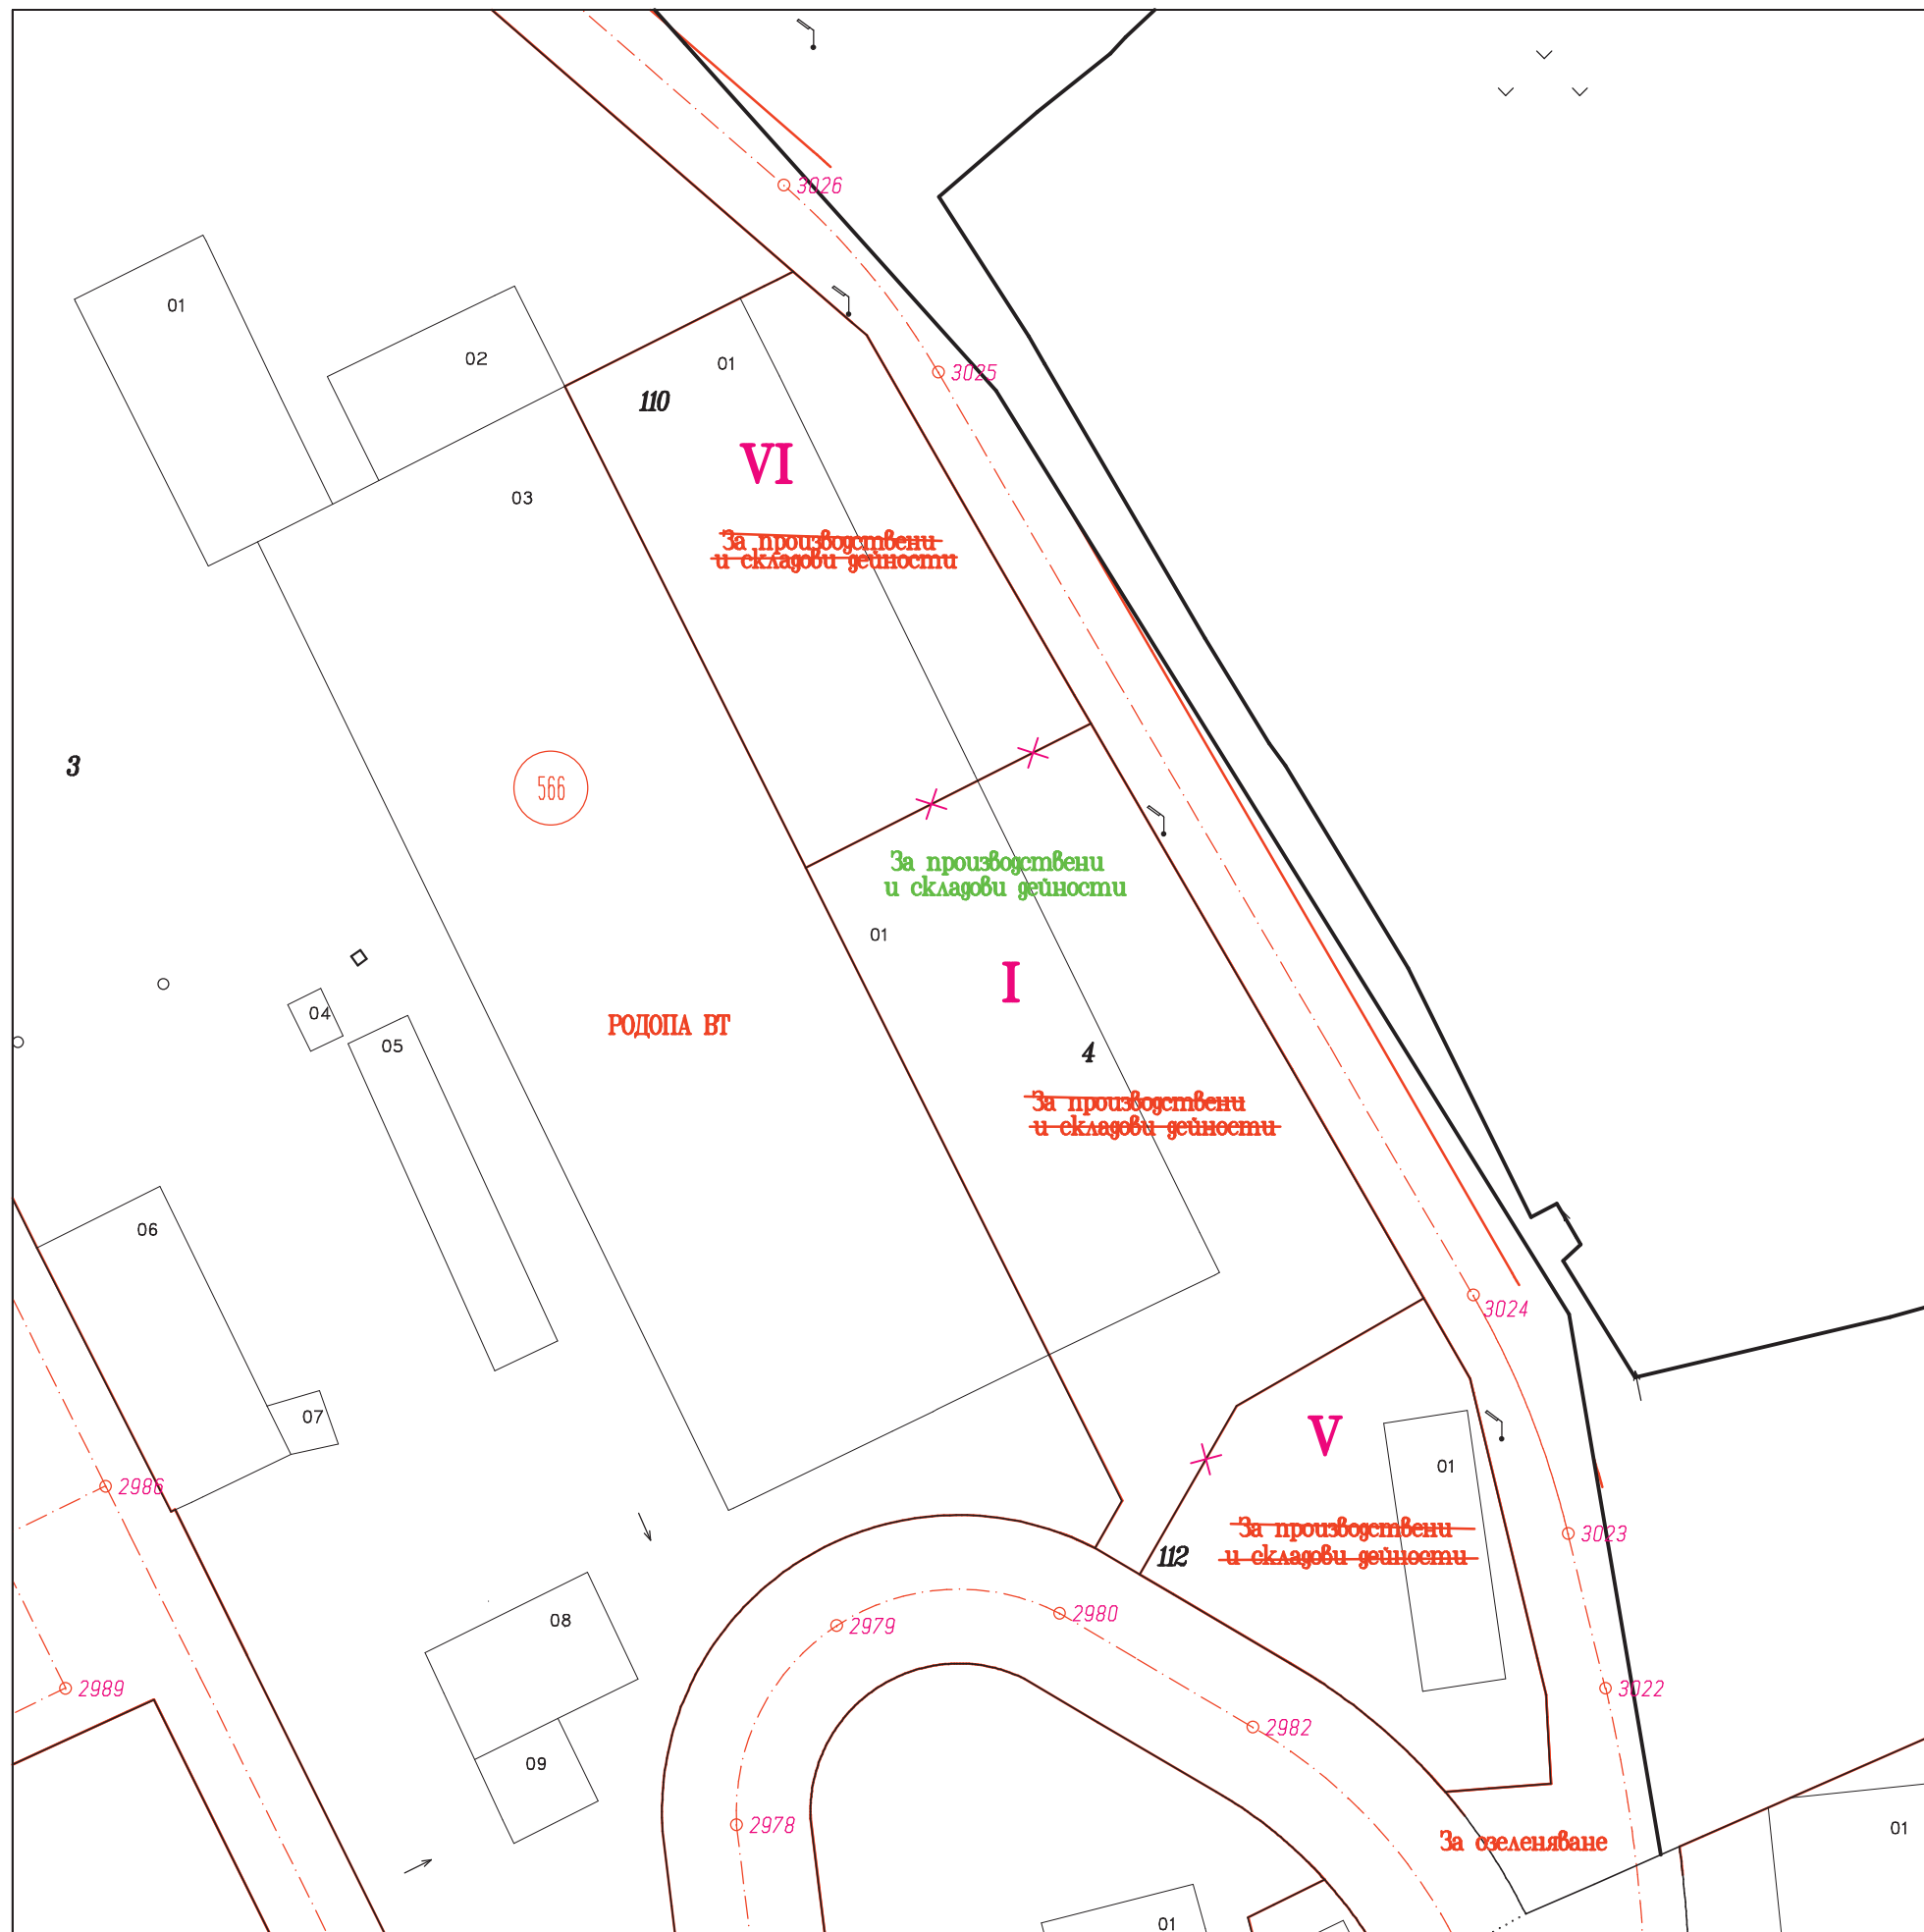 3026
01
02
01
3025
110
VI
03
За производствени
и складови дейности
3
566
За производствени
и складови дейности
01
I
04
РОДОПА ВТ
05
4
За производствени
и складови дейности
06
3024
07
V
01
2986
За производствени
и складови дейности
3023
112
08
2979
2980
2989
3022
2982
09
2978
01
За озеленяване
01